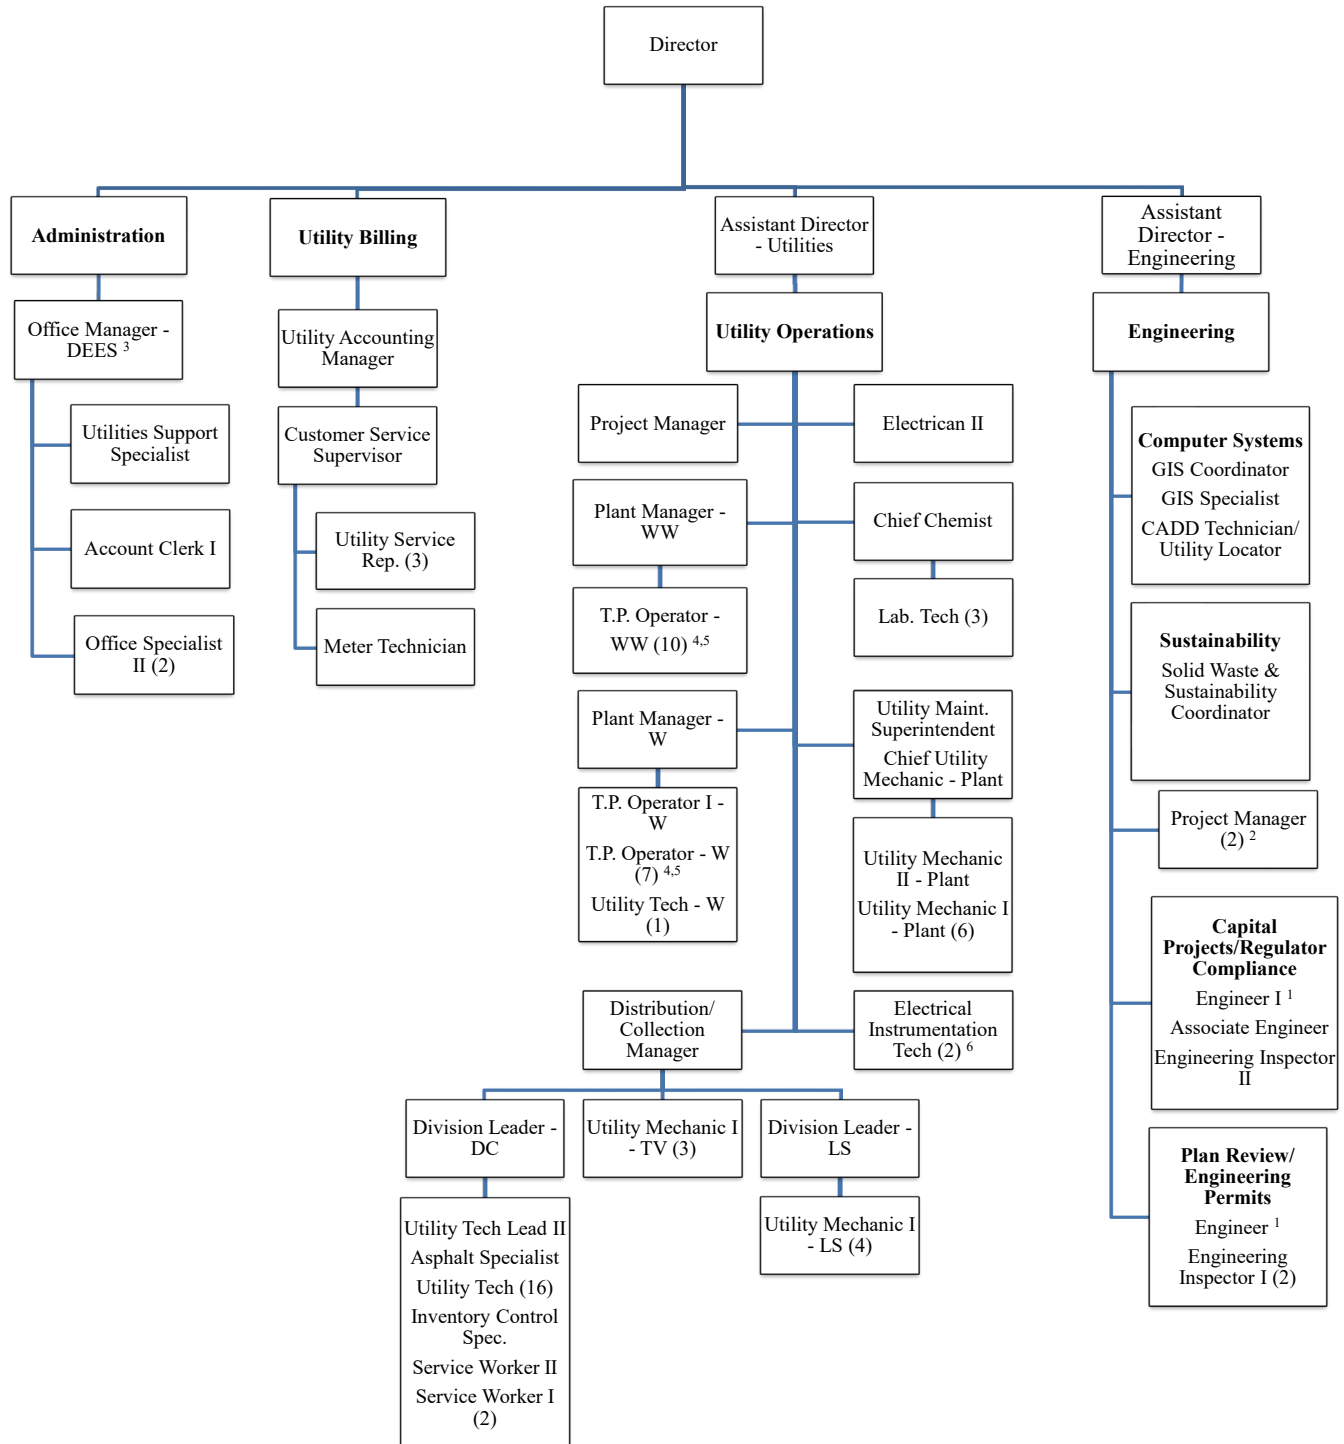 Director
Administration
Utility Billing
Assistant Director
- Utilities
Assistant
Director -
Engineering
Office Manager -
DEES ³
Utility Accounting
Manager
Utility Operations
Engineering
Utilities Support
Specialist
Customer Service
Supervisor
Project Manager
Electrican II
Computer Systems
GIS Coordinator
GIS Specialist
CADD Technician/
Utility Locator
Account Clerk I
Utility Service
Rep. (3)
Plant Manager -
WW
Chief Chemist
Office Specialist
II (2)
Meter Technician
T.P. Operator -
WW (10) ⁴,⁵
Lab. Tech (3)
Sustainability
Solid Waste &
Sustainability
Coordinator
Plant Manager -
W
Utility Maint.
Superintendent
Chief Utility
Mechanic - Plant
T.P. Operator I -
W
T.P. Operator - W
(7) ⁴,⁵
Utility Tech - W
(1)
Utility Mechanic
II - Plant
Utility Mechanic I
- Plant (6)
Project Manager
(2) ²
Capital
Projects/Regulator
Compliance
Engineer I ¹
Associate Engineer
Engineering Inspector
II
Distribution/
Collection
Manager
Electrical
Instrumentation
Tech (2) ⁶
Division Leader -
DC
Utility Mechanic I
- TV (3)
Division Leader -
LS
Plan Review/
Engineering
Permits
Engineer ¹
Engineering
Inspector I (2)
Utility Tech Lead II
Asphalt Specialist
Utility Tech (16)
Inventory Control
Spec.
Service Worker II
Service Worker I
(2)
Utility Mechanic I
- LS (4)